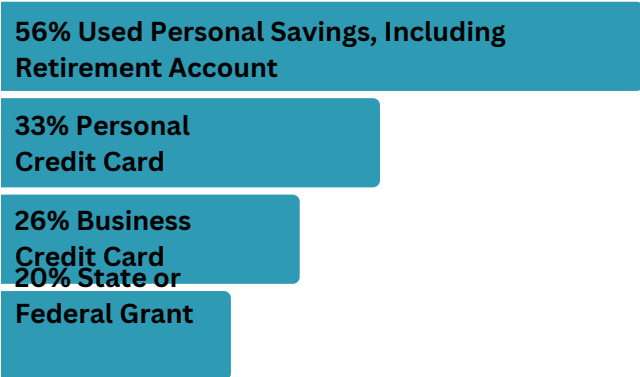 56% Used Personal Savings, Including
Retirement Account
33% Personal
Credit Card
26% Business
Credit Card
20% State or
Federal Grant